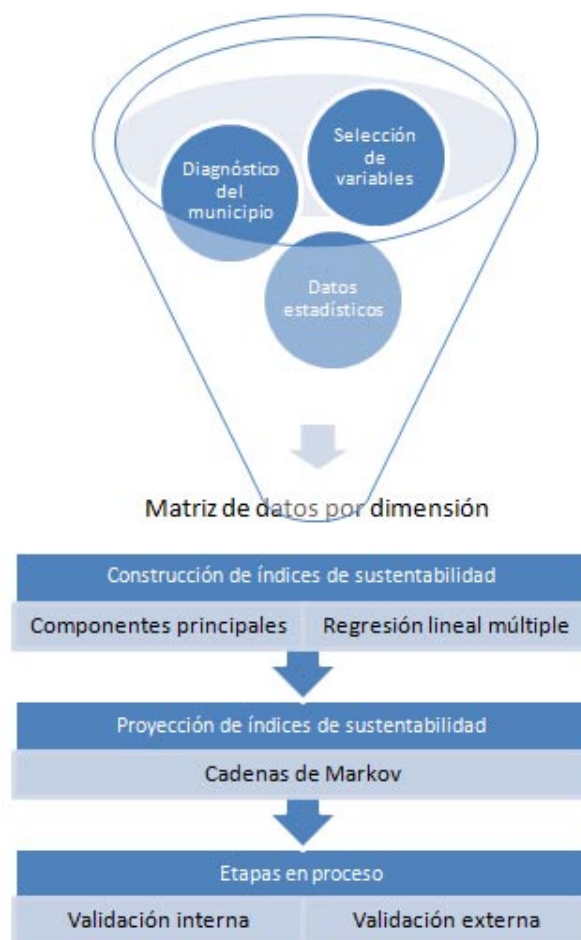 Selección
de
variables
Diagnóstico
del
municipio
Datos
estadísticos
Matriz de datos por dimensión
Construcción de índices de sustentabilidad
Componentes principales
Regresión lineal múltiple
Proyección de índices de sustentabilidad
Cadenas de Markov
Etapas en proceso
Validación interna
Validación externa